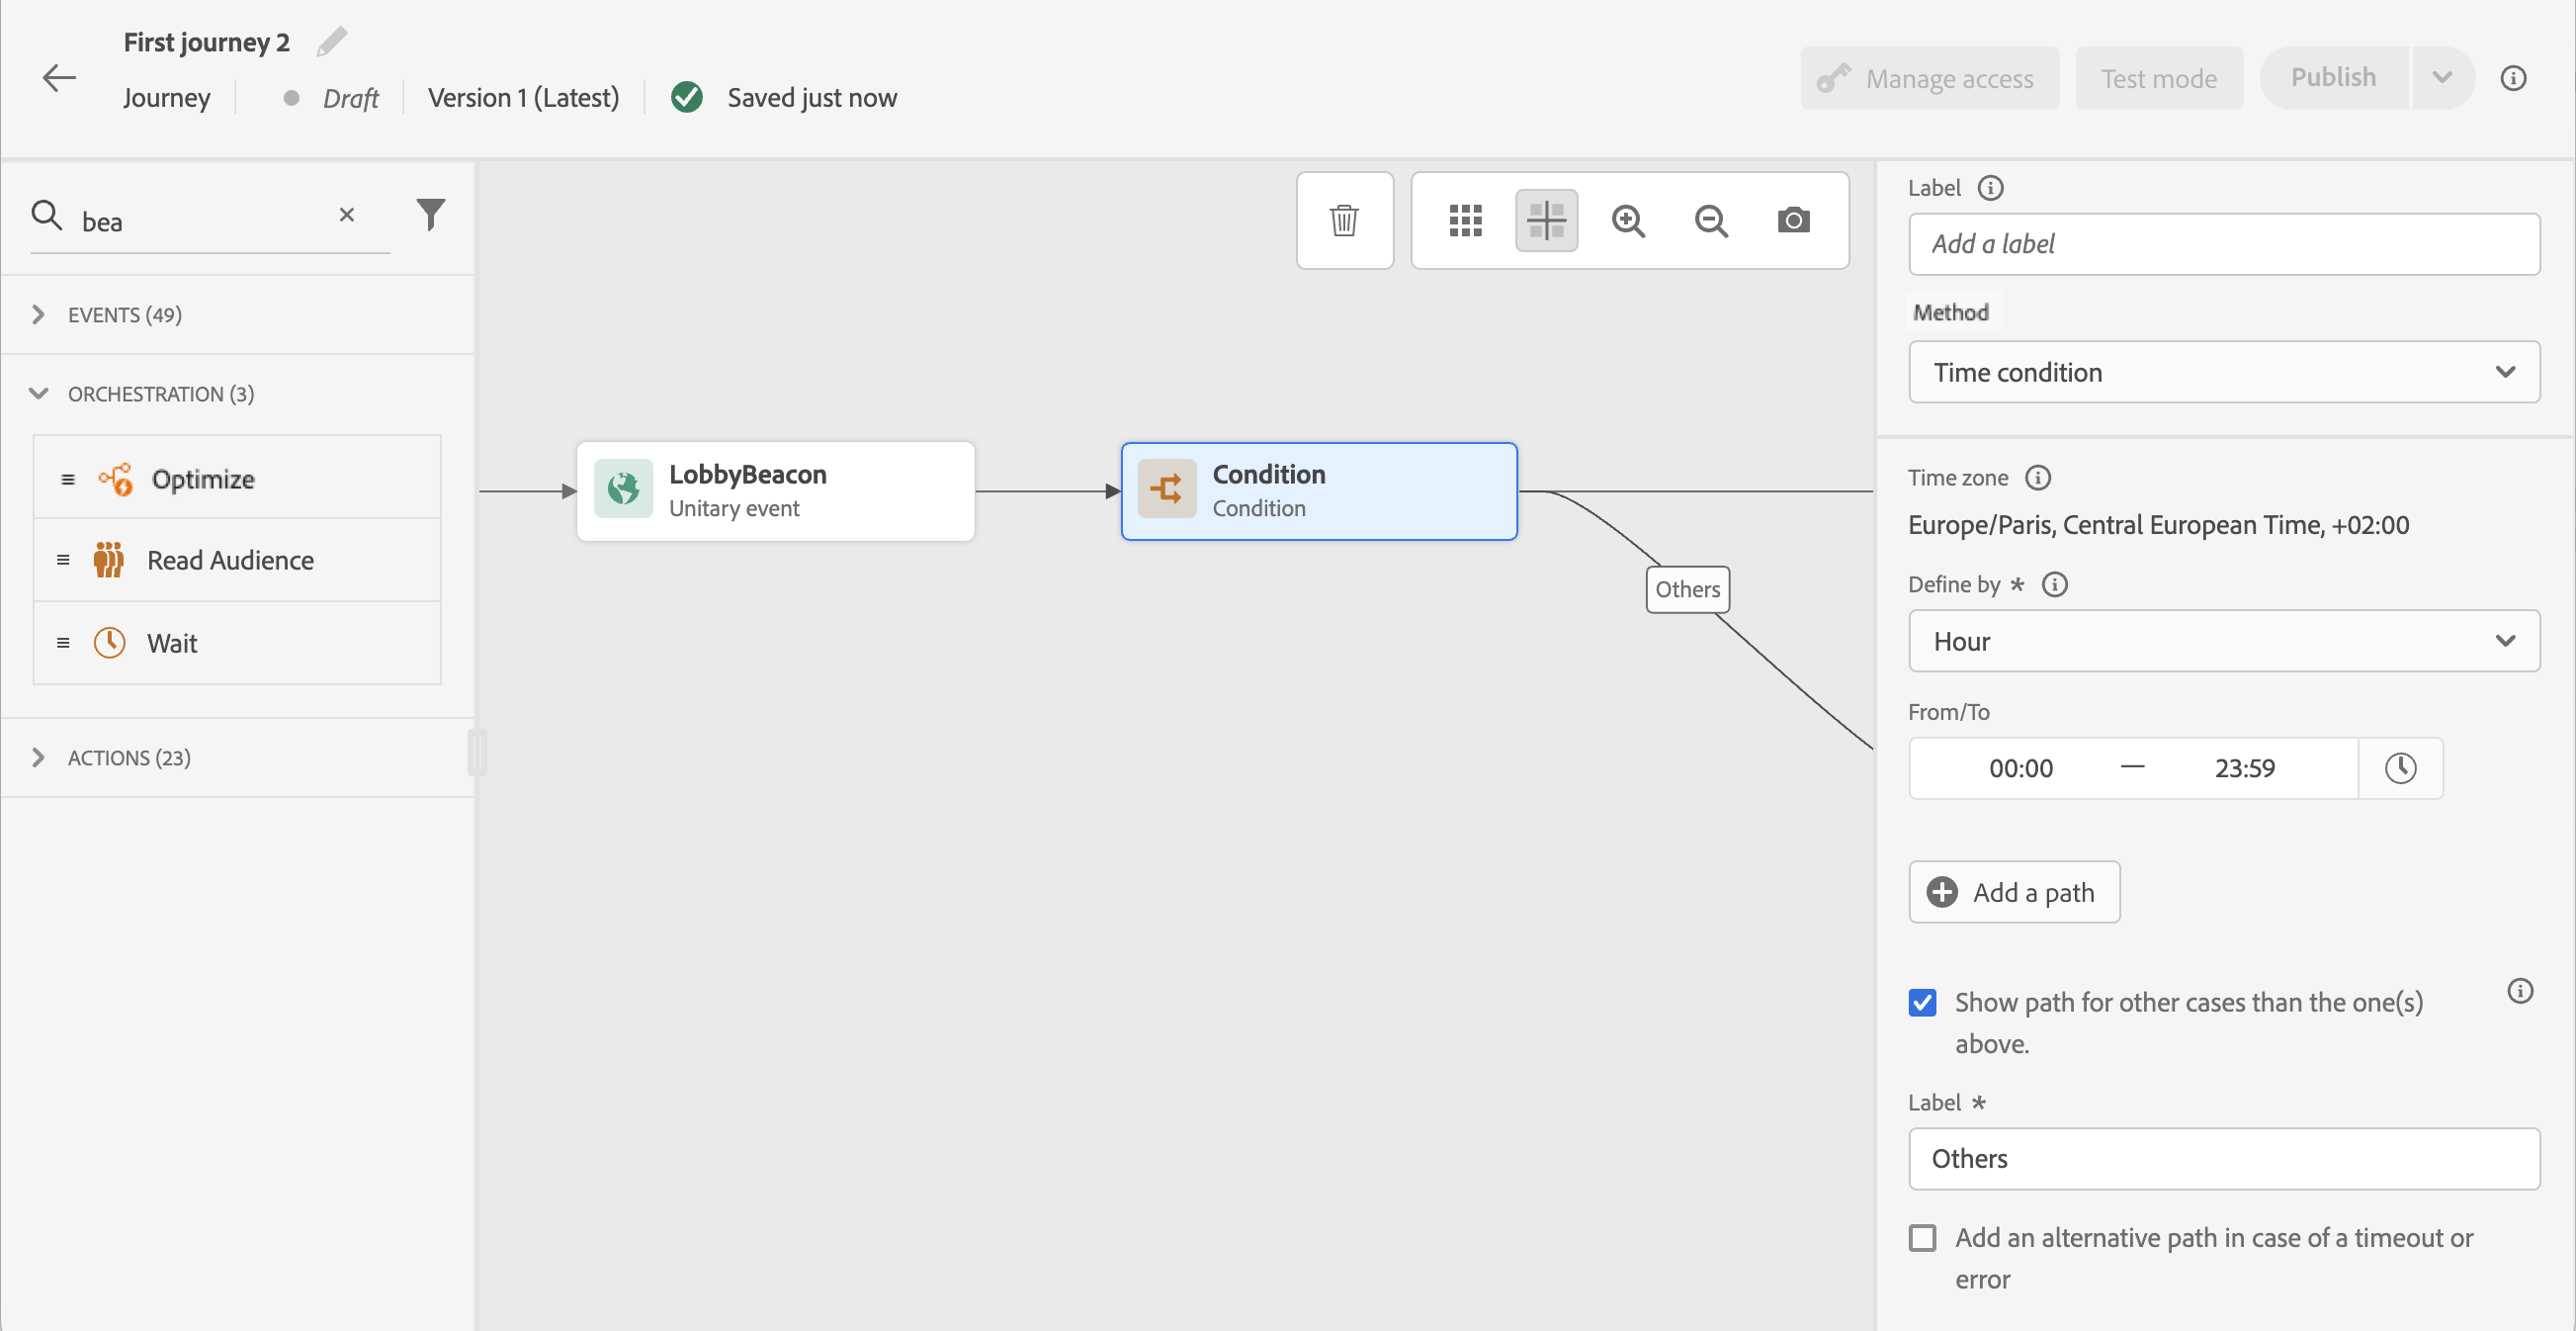 First journey 2
Journey
Draft
Version 1 (Latest)
Saved just now
Manage access
Test mode
Publish
bea
EVENTS (49)
ORCHESTRATION (3)
Optimize
Read Audience
Wait
ACTIONS (23)
LobbyBeacon
Unitary event
Condition
Condition
Others
Label
Add a label
Method
Time condition
Time zone
Europe/Paris, Central European Time, +02:00
Define by *
Hour
From/To
00:00 — 23:59
Add a path
Show path for other cases than the one(s)
above.
Label *
Others
Add an alternative path in case of a timeout or
error